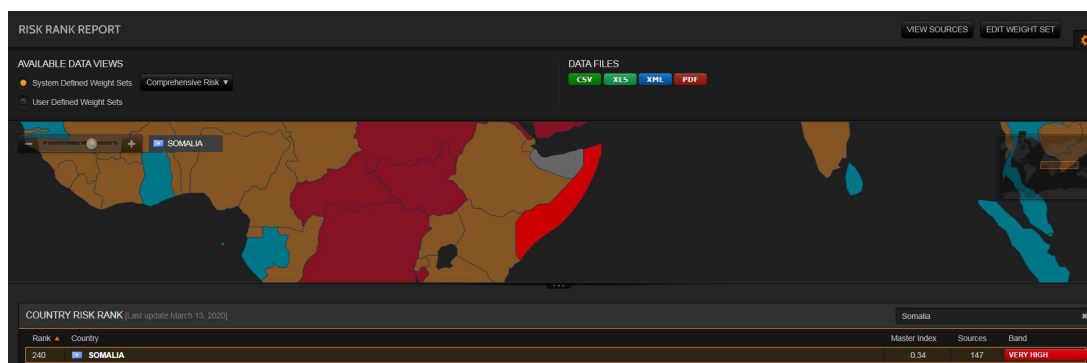 RISK RANK REPORT
VIEW SOURCES EDIT WEIGHT SET
AVAILABLE DATA VIEWS
System Defined Weight Sets Comprehensive Risk
User Defined Weight Sets
DATA FILES
CSV XLS XML PDF
SOMALIA
COUNTRY RISK RANK [Last update March 13, 2020]
Somalia
Rank Country Master Index Sources Band
240 SOMALIA 0.34 147 VERY HIGH